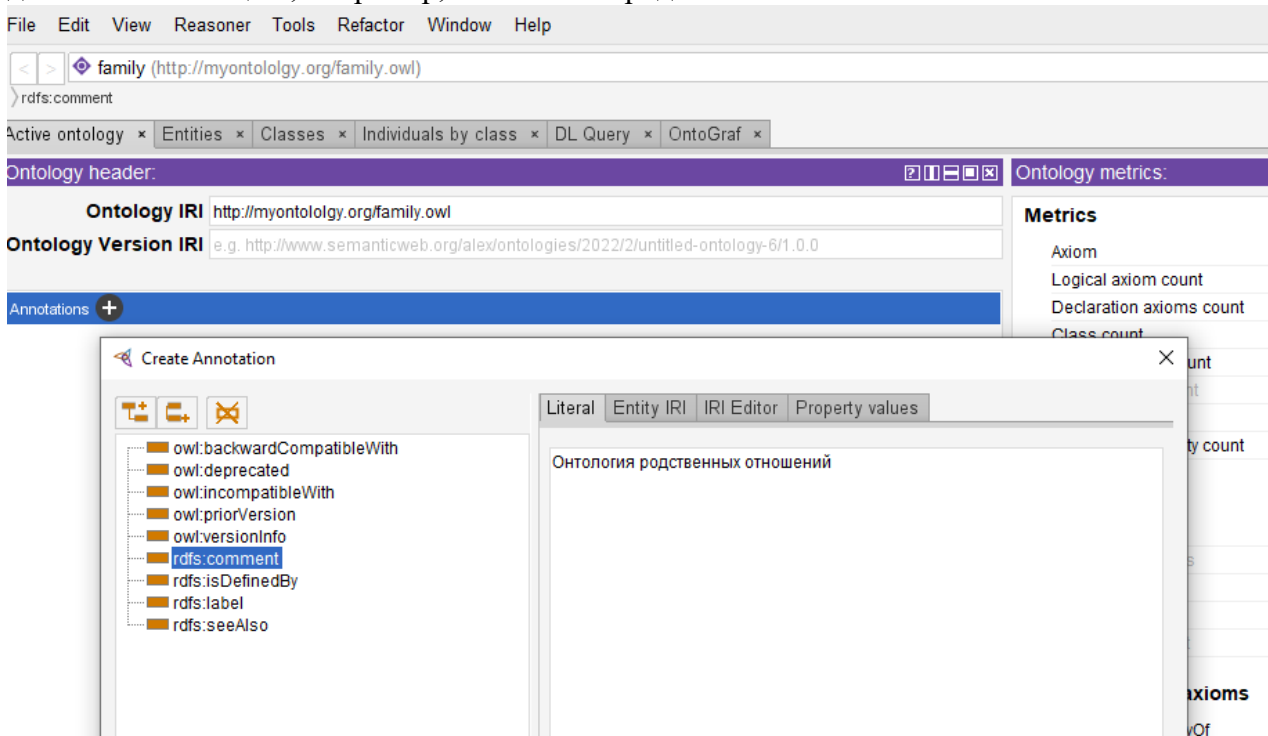 File Edit View Reasoner Tools Refactor Window Help
< > family (http://myontololgy.org/family.owl)
rdfs:comment
Active ontology × Entities × Classes × Individuals by class × DL Query × OntoGraf ×
Ontology header:
Ontology metrics:
Ontology IRI http://myontololgy.org/family.owl
Metrics
Ontology Version IRI e.g. http://www.semanticweb.org/alex/ontologies/2022/2/untitled-ontology-6/1.0.0
Axiom
Logical axiom count
Annotations
Declaration axioms count
Class count
Create Annotation
unt
Literal Entity IRI IRI Editor Property values
owl:backwardCompatibleWith
ty count
Онтология родственных отношений
owl:deprecated
owl:incompatibleWith
owl:priorVersion
owl:versionInfo
rdfs:comment
rdfs:isDefinedBy
rdfs:label
rdfs:seeAlso
axioms
yOf